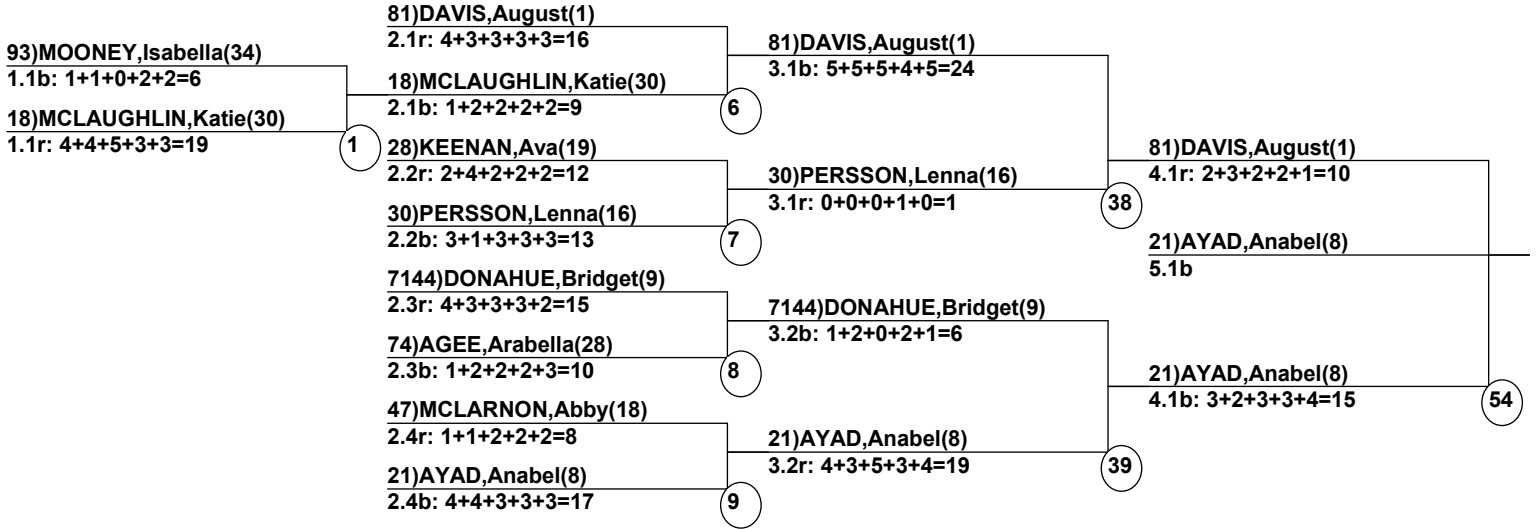 93)MOONEY,Isabella(34)
1.1b: 1+1+0+2+2=6
18)MCLAUGHLIN,Katie(30)
1.1r: 4+4+5+3+3=19
1
81)DAVIS,August(1)
2.1r: 4+3+3+3+3=16
18)MCLAUGHLIN,Katie(30)
2.1b: 1+2+2+2+2=9
6
28)KEENAN,Ava(19)
2.2r: 2+4+2+2+2=12
30)PERSSON,Lenna(16)
2.2b: 3+1+3+3+3=13
7
7144)DONAHUE,Bridget(9)
2.3r: 4+3+3+3+2=15
74)AGEE,Arabella(28)
2.3b: 1+2+2+2+3=10
8
47)MCLARNON,Abby(18)
2.4r: 1+1+2+2+2=8
21)AYAD,Anabel(8)
2.4b: 4+4+3+3+3=17
9
81)DAVIS,August(1)
3.1b: 5+5+5+4+5=24
30)PERSSON,Lenna(16)
3.1r: 0+0+0+1+0=1
38
7144)DONAHUE,Bridget(9)
3.2b: 1+2+0+2+1=6
21)AYAD,Anabel(8)
3.2r: 4+3+5+3+4=19
39
81)DAVIS,August(1)
4.1r: 2+3+2+2+1=10
21)AYAD,Anabel(8)
5.1b
21)AYAD,Anabel(8)
4.1b: 3+2+3+3+4=15
54